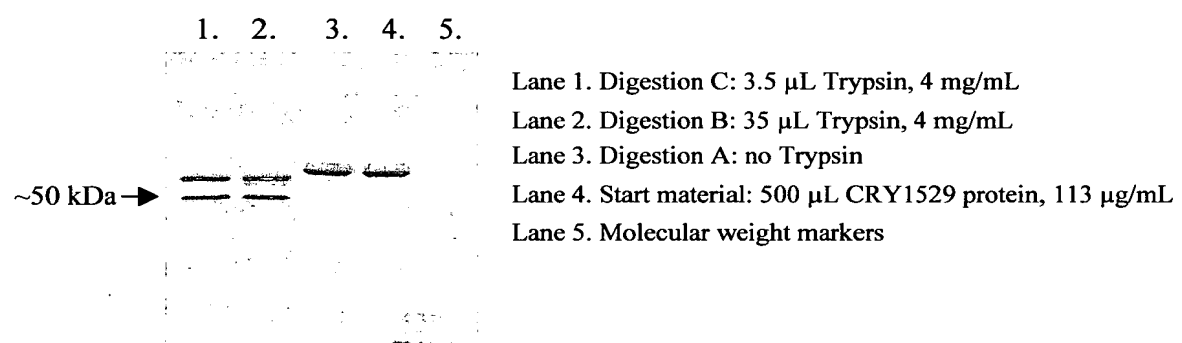 1. 2. 3. 4. 5.
Lane 1. Digestion C: 3.5 μL Trypsin, 4 mg/mL
Lane 2. Digestion B: 35 μL Trypsin, 4 mg/mL
Lane 3. Digestion A: no Trypsin
~50 kDa
Lane 4. Start material: 500 μL CRY1529 protein, 113 μg/mL
Lane 5. Molecular weight markers